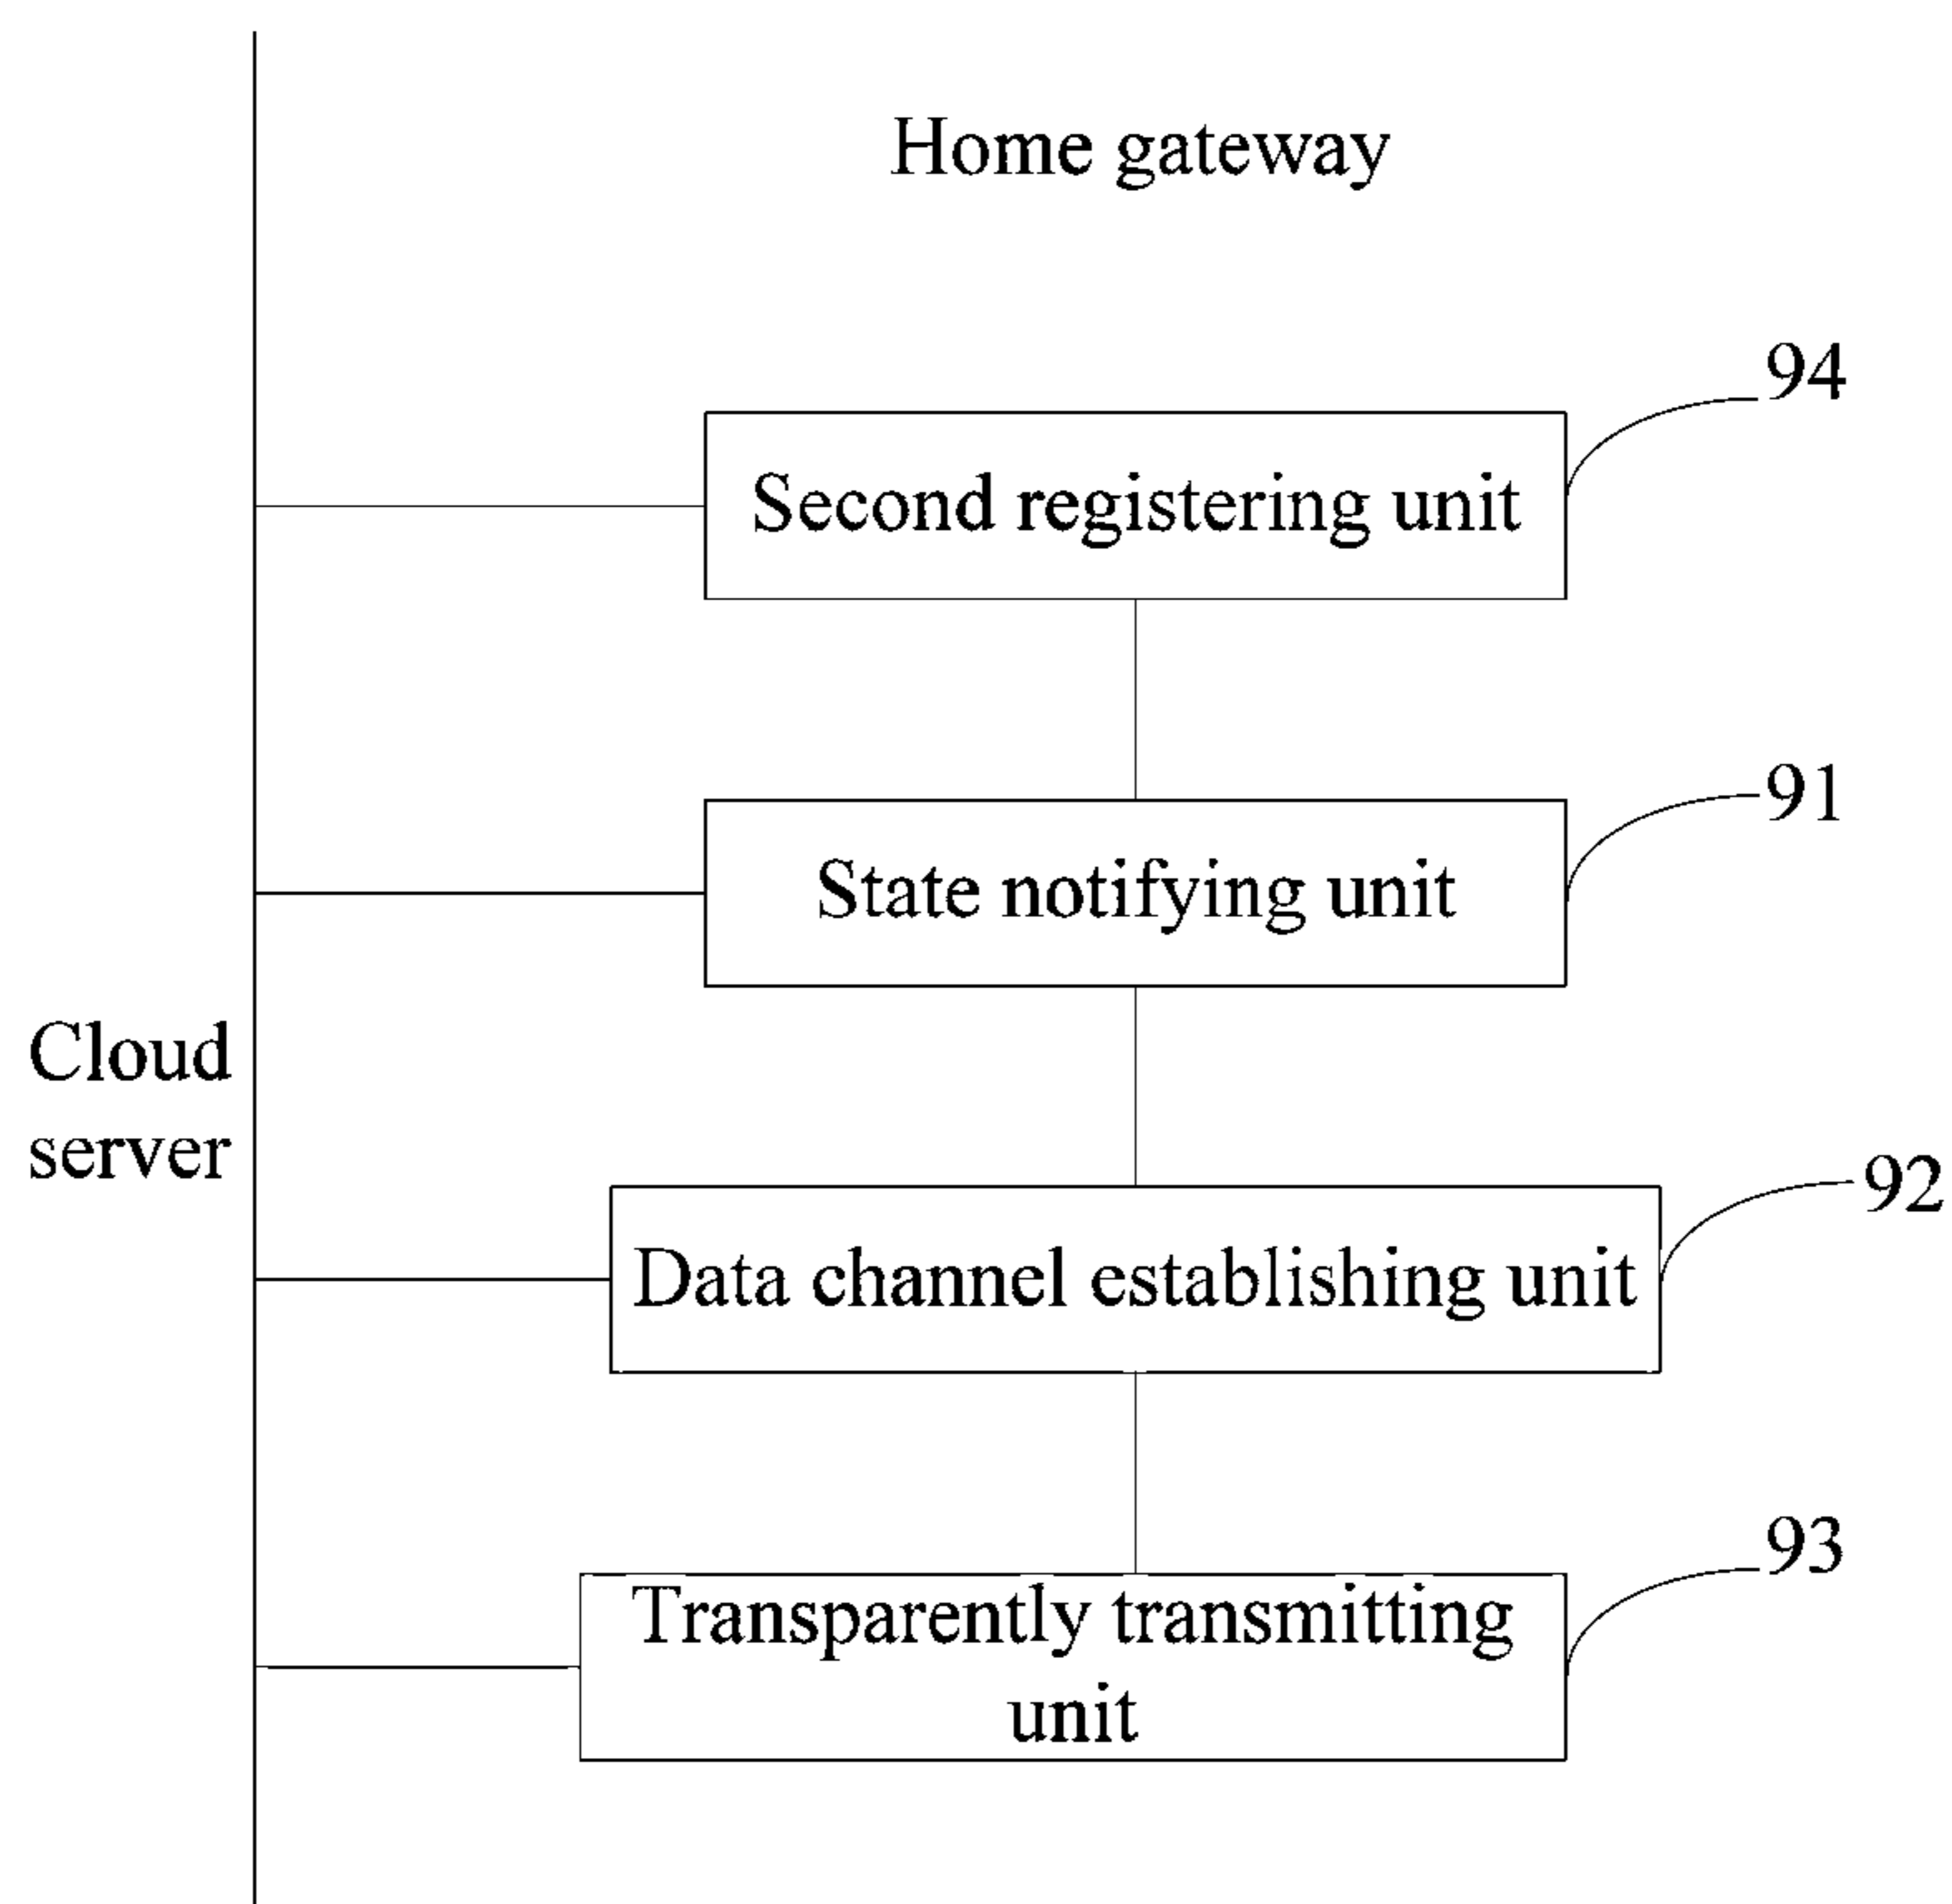 Home gateway
94
Second registering unit
91
State notifying unit
Cloud
server
92
Data channel establishing unit
93
Transparently transmitting
unit